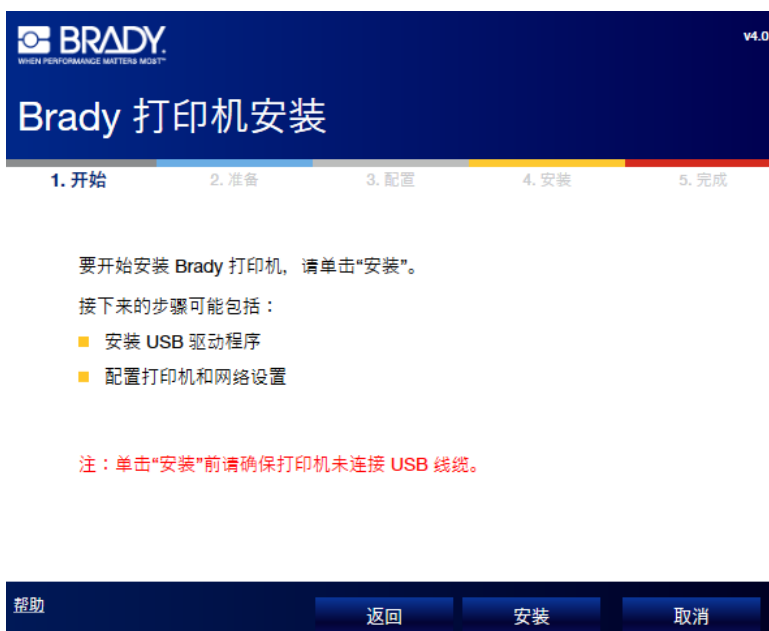 BRADY.
WHEN PERFORMANCE MATTERS MOST™
v4.0
Brady 打印机安装
1. 开始
2. 准备
3. 配置
4. 安装
5. 完成
要开始安装 Brady 打印机，请单击“安装”。
接下来的步骤可能包括：
安装 USB 驱动程序
配置打印机和网络设置
注：单击“安装”前请确保打印机未连接 USB 线缆。
帮助
返回
安装
取消